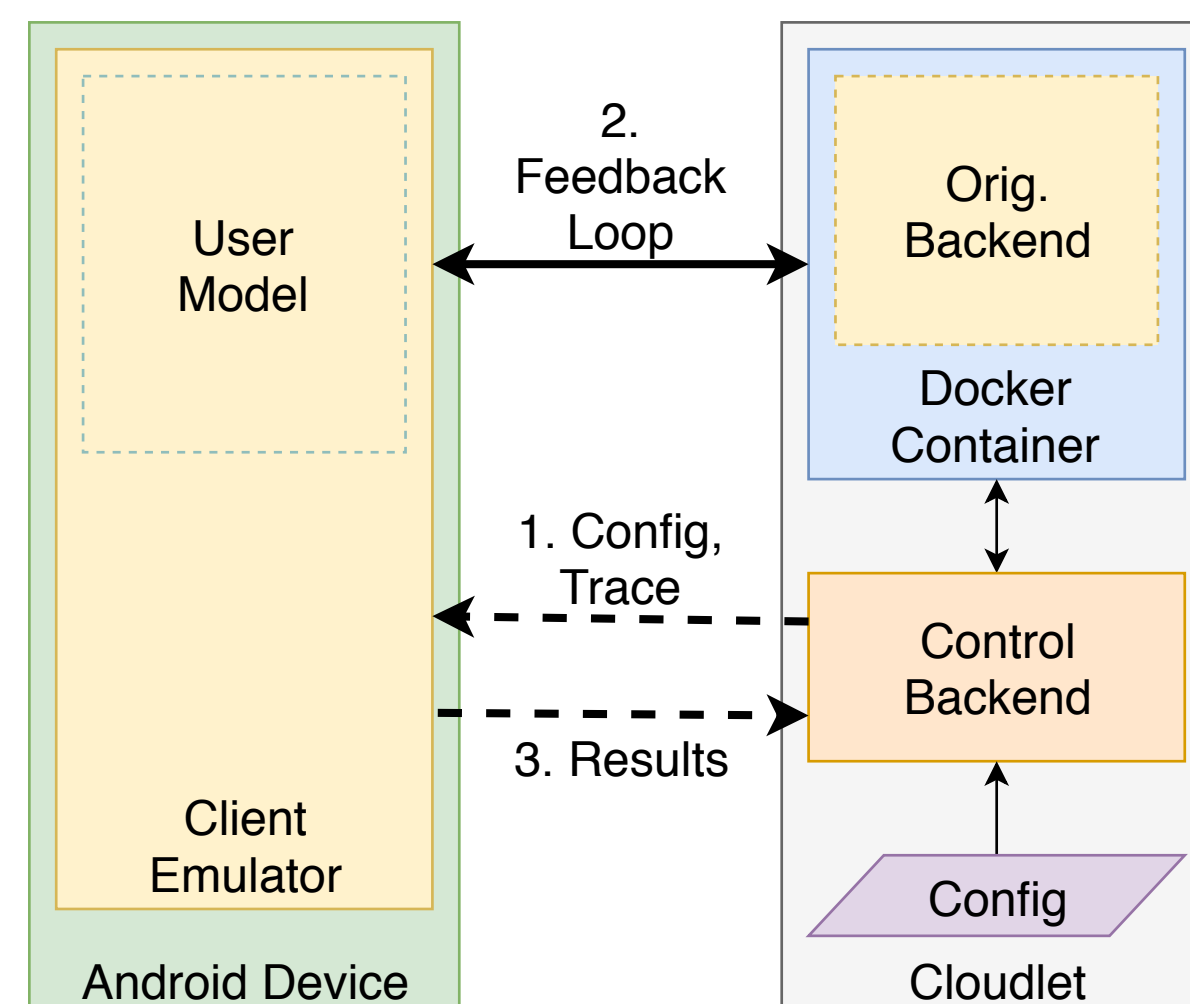 2.
Feedback
Loop
User
Model
Orig.
Backend
Docker
Container
1. Config,
Trace
Control
Backend
3. Results
Client
Emulator
Config
Android Device
Cloudlet